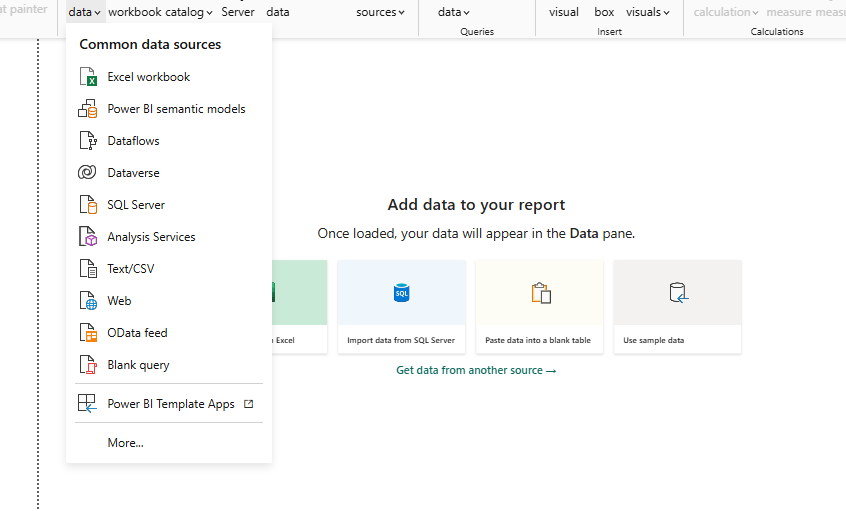 at painter
data workbook catalog Server data sources data visual box visuals calculation measure
Queries Insert Calculations
Common data sources
Excel workbook
Power BI semantic models
Dataflows
Dataverse
SQL Server
Analysis Services
Text/CSV
Web
OData feed
Blank query
Power BI Template Apps
More...
Add data to your report
Once loaded, your data will appear in the Data pane.
SQL
Excel
Import data from SQL Server
Paste data into a blank table
Use sample data
Get data from another source →